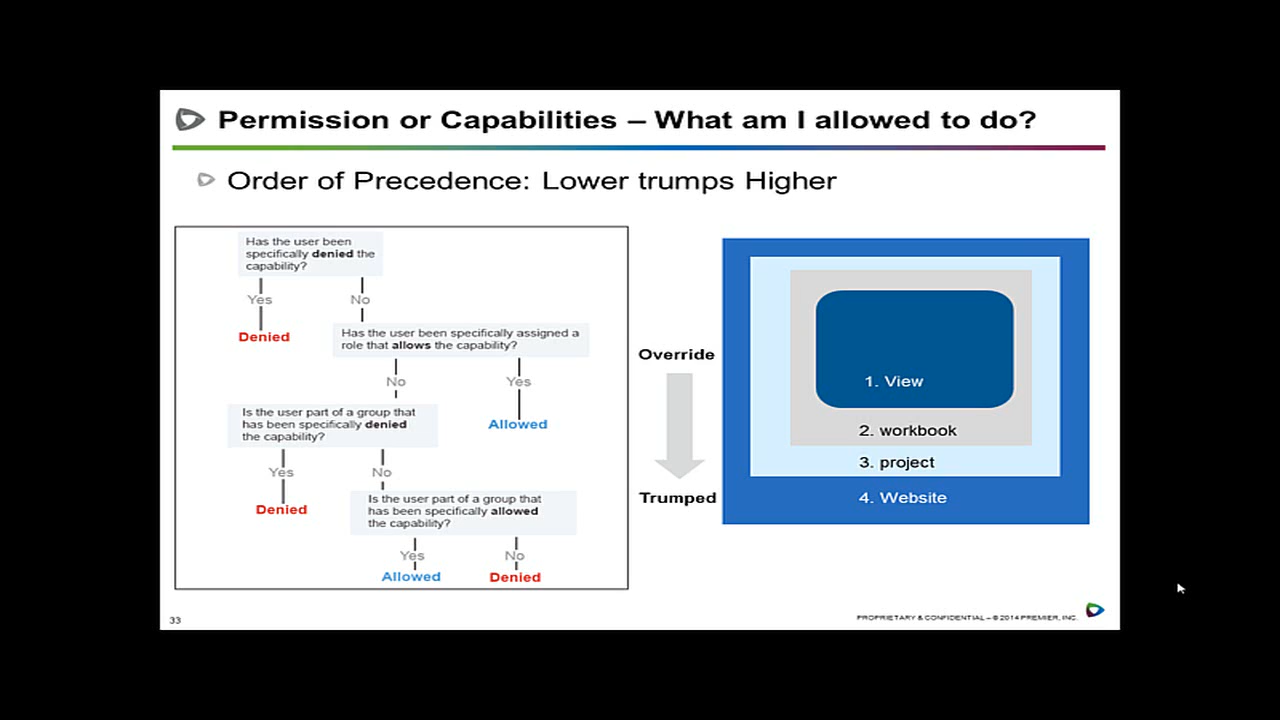 Permission or Capabilities – What am I allowed to do?
Order of Precedence: Lower trumps Higher
Has the user been
specifically denied the
capability?
Yes
No
Denied
Has the user been specifically assigned a
role that allows the capability?
No
Yes
Allowed
Is the user part of a group that
has been specifically denied
the capability?
Yes
No
Denied
Is the user part of a group that
has been specifically allowed
the capability?
Yes
No
Allowed
Denied
Override
Trumped
1. View
2. workbook
3. project
4. Website
33
PROPRIETARY & CONFIDENTIAL – © 2014 PREMIER, INC.